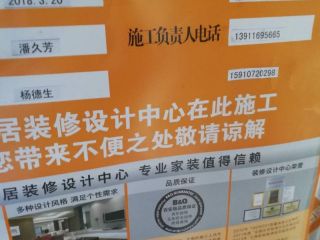 2018.3.20
潘久芳
施工负责人电话
13911695665
杨德生
15910720298
居装修设计中心在此施工
您带来不便之处敬请谅解
居装修设计中心 专业家装值得信赖
多种设计风格 满足个性需求
品质保证
B&Q
装修设计中心荣誉